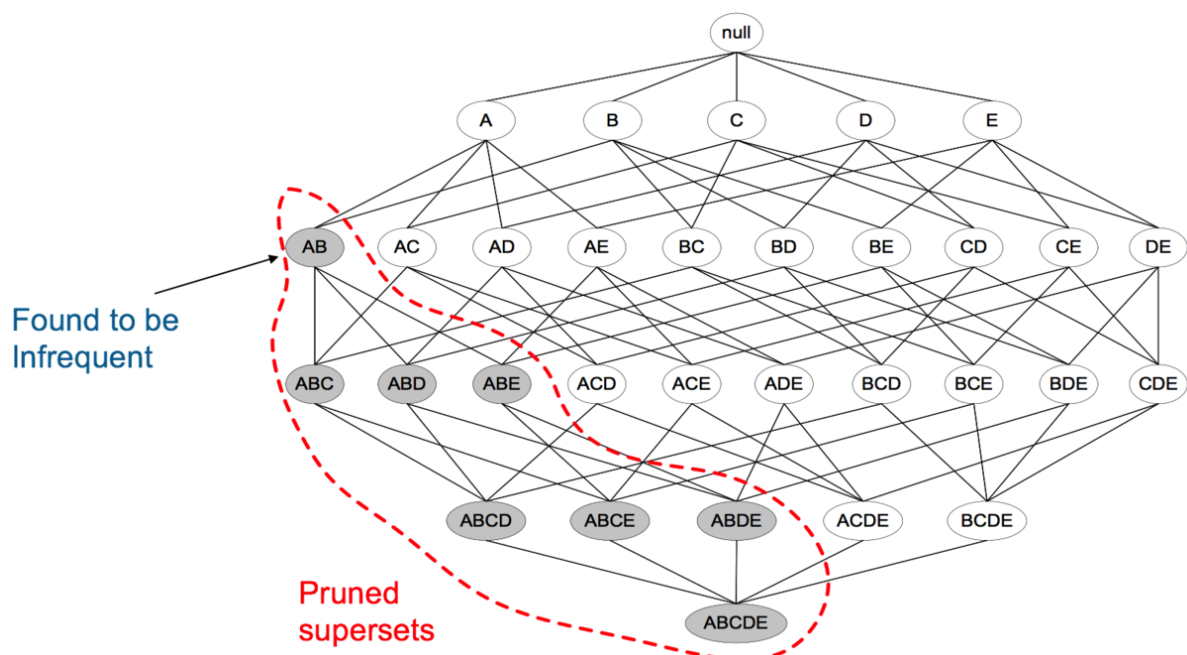 null
A B C D E
AB AC AD AE BC BD BE CD CE DE
Found to be
Infrequent
ABC ABD ABE ACD ACE ADE BCD BCE BDE CDE
ABCD ABCE ABDE ACDE BCDE
Pruned
supersets
ABCDE